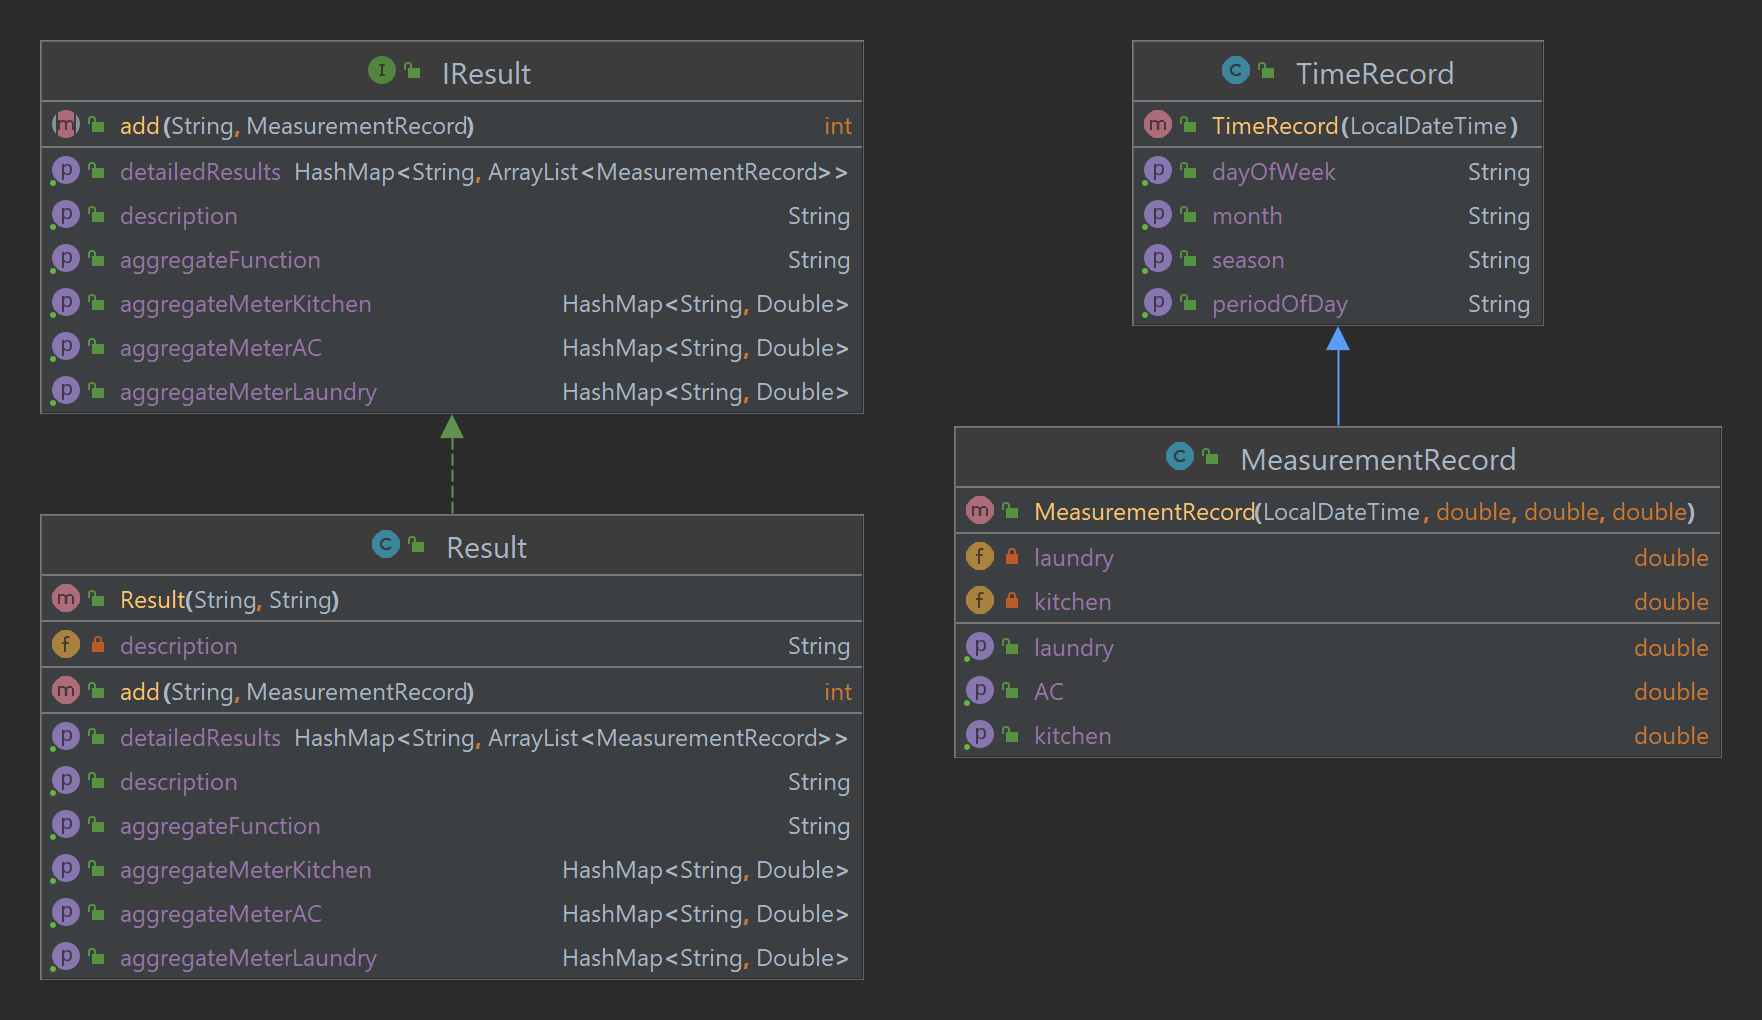 IResult
add(String, MeasurementRecord) int
detailedResults HashMap<String, ArrayList<MeasurementRecord>>
description String
aggregateFunction String
aggregateMeterKitchen HashMap<String, Double>
aggregateMeterAC HashMap<String, Double>
aggregateMeterLaundry HashMap<String, Double>
Result
Result(String, String)
description String
add(String, MeasurementRecord) int
detailedResults HashMap<String, ArrayList<MeasurementRecord>>
description String
aggregateFunction String
aggregateMeterKitchen HashMap<String, Double>
aggregateMeterAC HashMap<String, Double>
aggregateMeterLaundry HashMap<String, Double>
TimeRecord
TimeRecord(LocalDateTime)
dayOfWeek String
month String
season String
periodOfDay String
MeasurementRecord
MeasurementRecord(LocalDateTime, double, double, double)
laundry double
kitchen double
laundry double
AC double
kitchen double